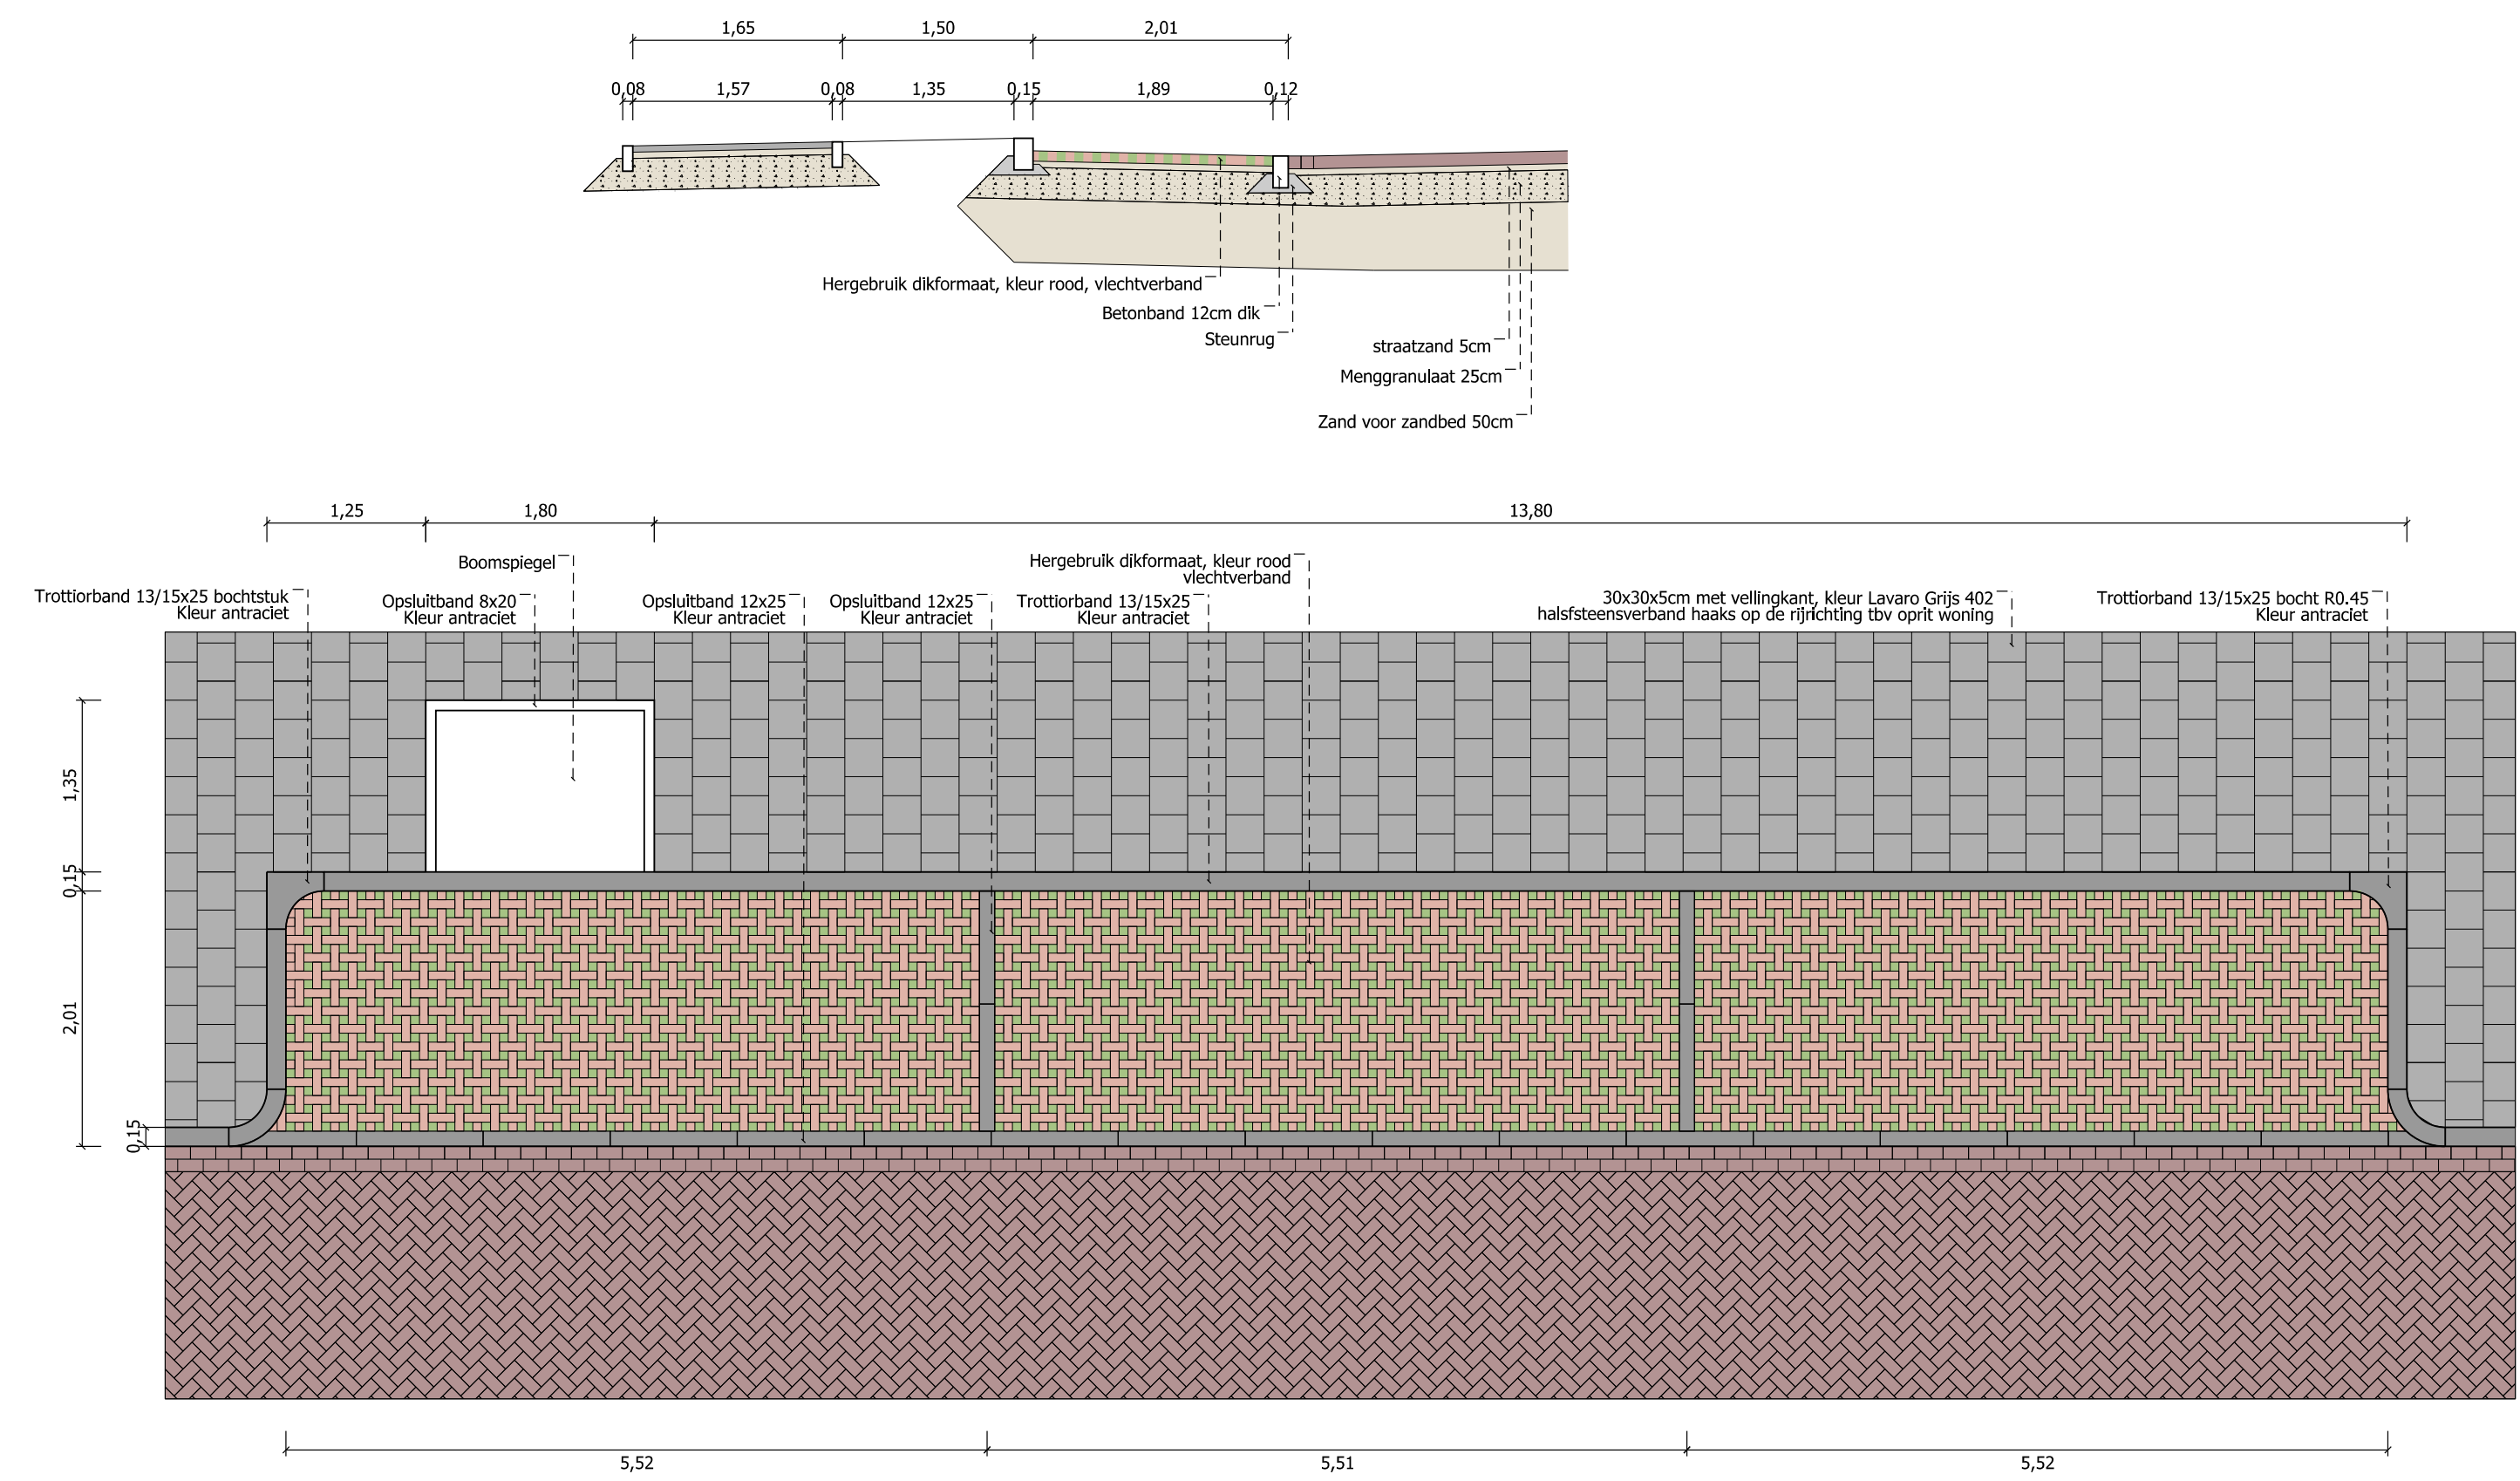 1,65
1,50
2,01
0,08
1,57
0,08
1,35
0,15
1,89
0,12
Hergebruik dikformaat, kleur rood, vlechtverband
Betonband 12cm dik
Steunrug
straatzand 5cm
Menggranulaat 25cm
Zand voor zandbed 50cm
1,25
1,80
13,80
Boomspiegel
Hergebruik dikformaat, kleur rood
vlechtverband
Trottiorband 13/15x25 bochtstuk
Kleur antraciet
Opsluitband 8x20
Kleur antraciet
Opsluitband 12x25
Kleur antraciet
Opsluitband 12x25
Kleur antraciet
Trottiorband 13/15x25
Kleur antraciet
30x30x5cm met vellingkant, kleur Lavaro Grijs 402
halsfsteensverband haaks op de rijrichting tbv oprit woning
Trottiorband 13/15x25 bocht R0.45
Kleur antraciet
1,35
0,15
2,01
0,15
5,52
5,51
5,52